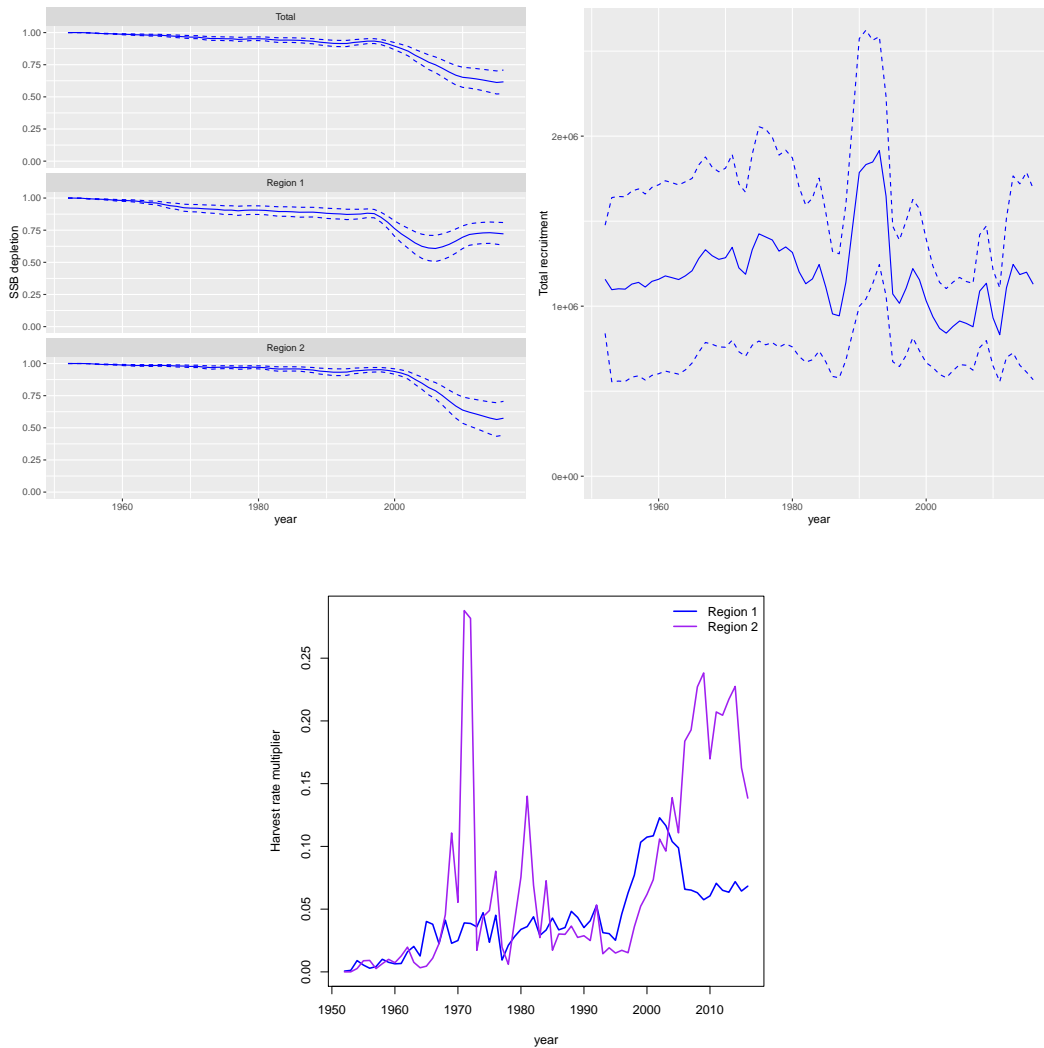 Total
1.00
0.75
0.50
0.25
0.00
Region 1
1.00
0.75
0.50
0.25
0.00
Region 2
1.00
0.75
0.50
0.25
0.00
SSB depletion
1960
1980
2000
year
Total recruitment
2e+06
1e+06
0e+00
1960
1980
2000
year
Region 1
Region 2
Harvest rate multiplier
0.25
0.20
0.15
0.10
0.05
0.00
1950
1960
1970
1980
1990
2000
2010
year